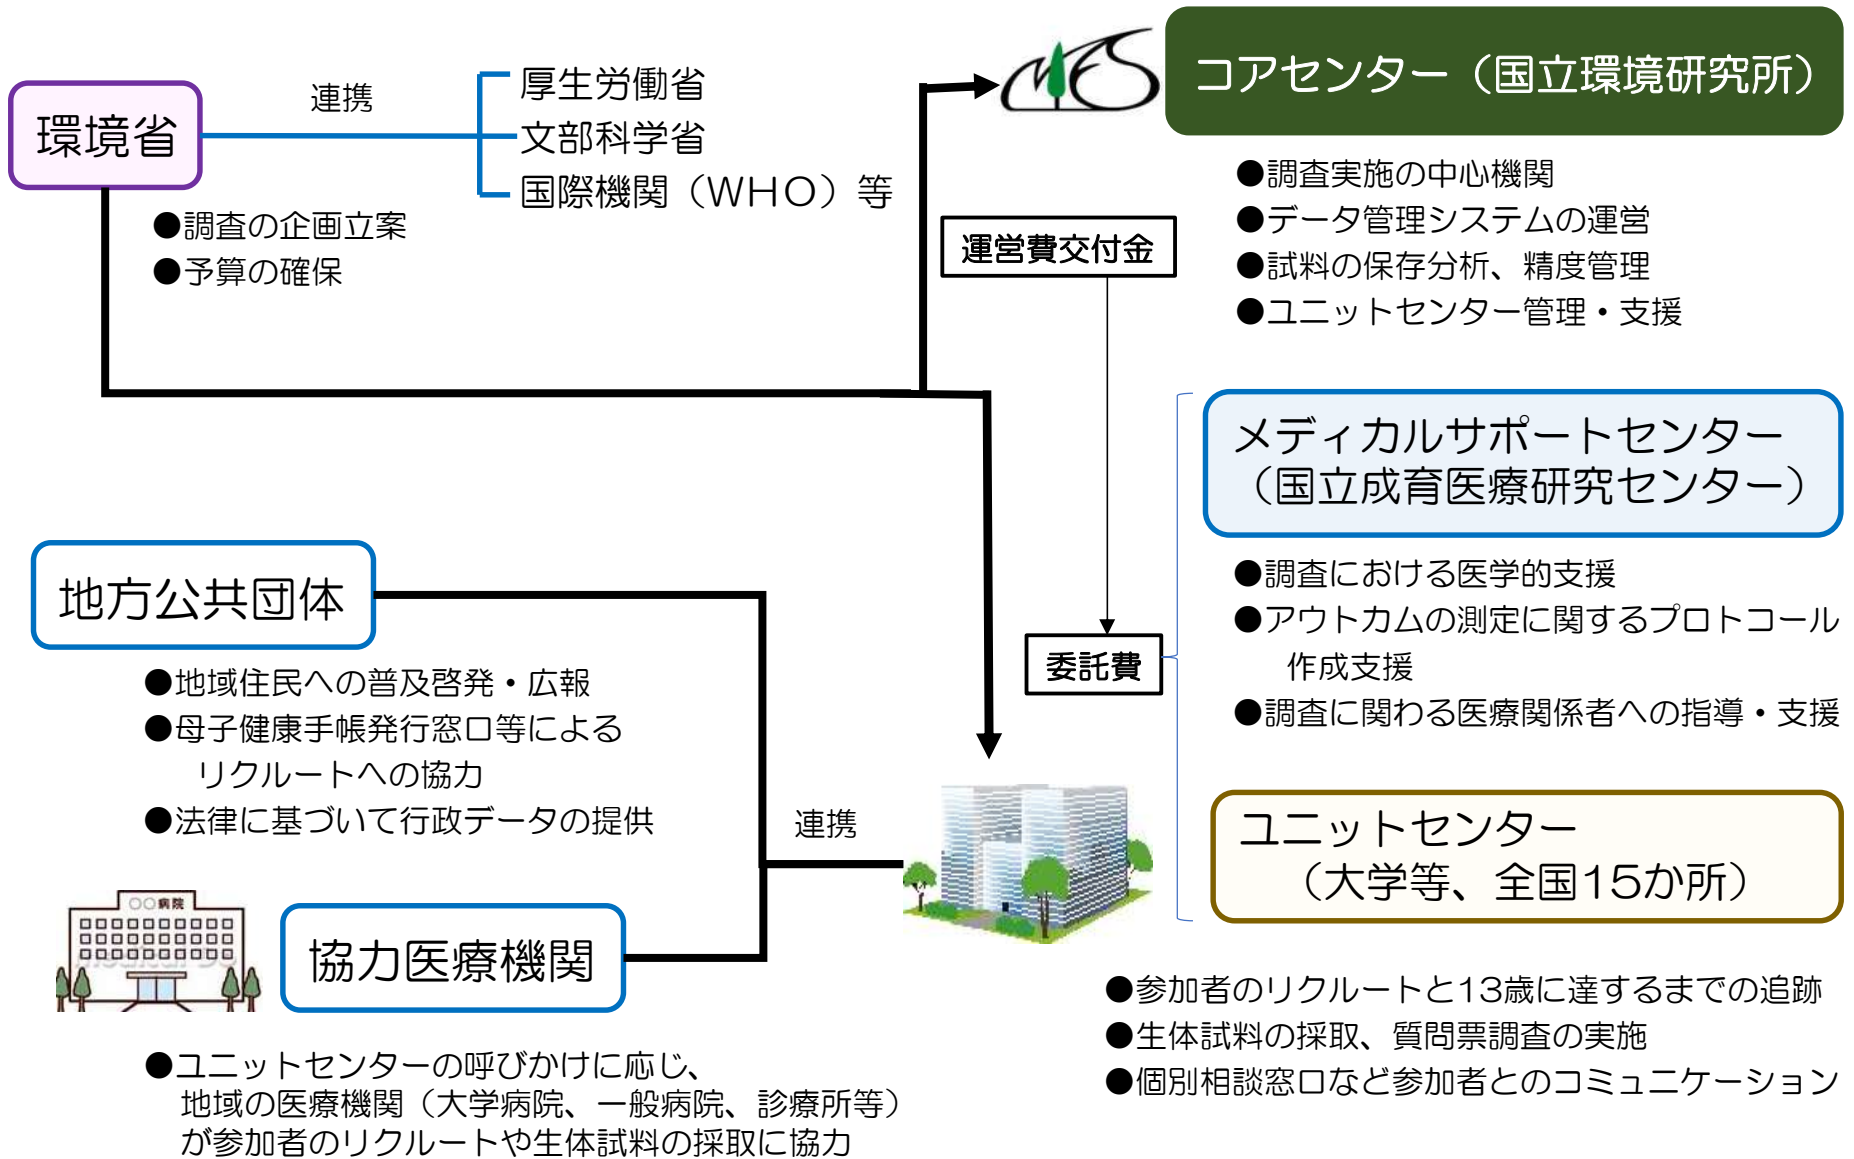 環境省
連携
厚生労働省
文部科学省
国際機関（WHO）等
●調査の企画立案
●予算の確保
コアセンター（国立環境研究所）
●調査実施の中心機関
●データ管理システムの運営
●試料の保存分析、精度管理
●ユニットセンター管理・支援
運営費交付金
委託費
メディカルサポートセンター
（国立成育医療研究センター）
●調査における医学的支援
●アウトカムの測定に関するプロトコール
作成支援
●調査に関わる医療関係者への指導・支援
地方公共団体
●地域住民への普及啓発・広報
●母子健康手帳発行窓口等による
リクルートへの協力
●法律に基づいて行政データの提供
連携
ユニットセンター
（大学等、全国15か所）
●参加者のリクルートと13歳に達するまでの追跡
●生体試料の採取、質問票調査の実施
●個別相談窓口など参加者とのコミュニケーション
〇〇病院
協力医療機関
●ユニットセンターの呼びかけに応じ、
地域の医療機関（大学病院、一般病院、診療所等）
が参加者のリクルートや生体試料の採取に協力